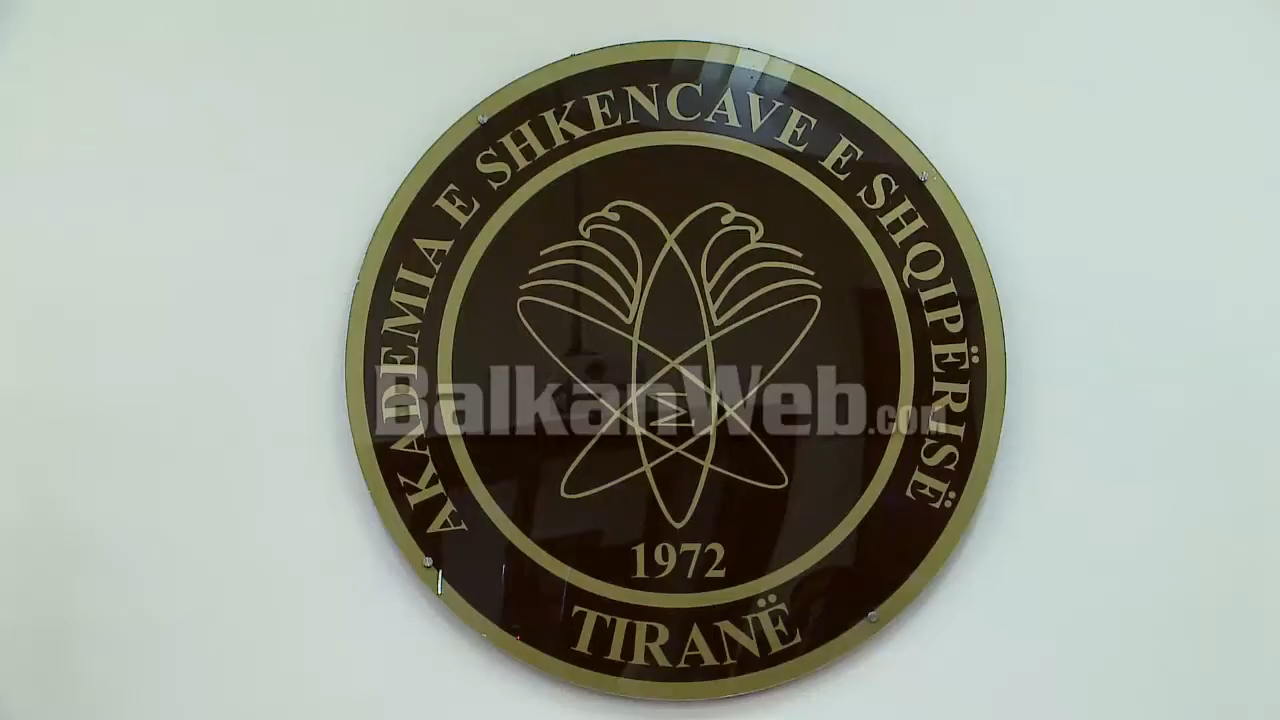 AKADEMIA E SHKENCAVE E SHQIPËRISË
BalkanWeb.com
Σ
1972
TIRANË